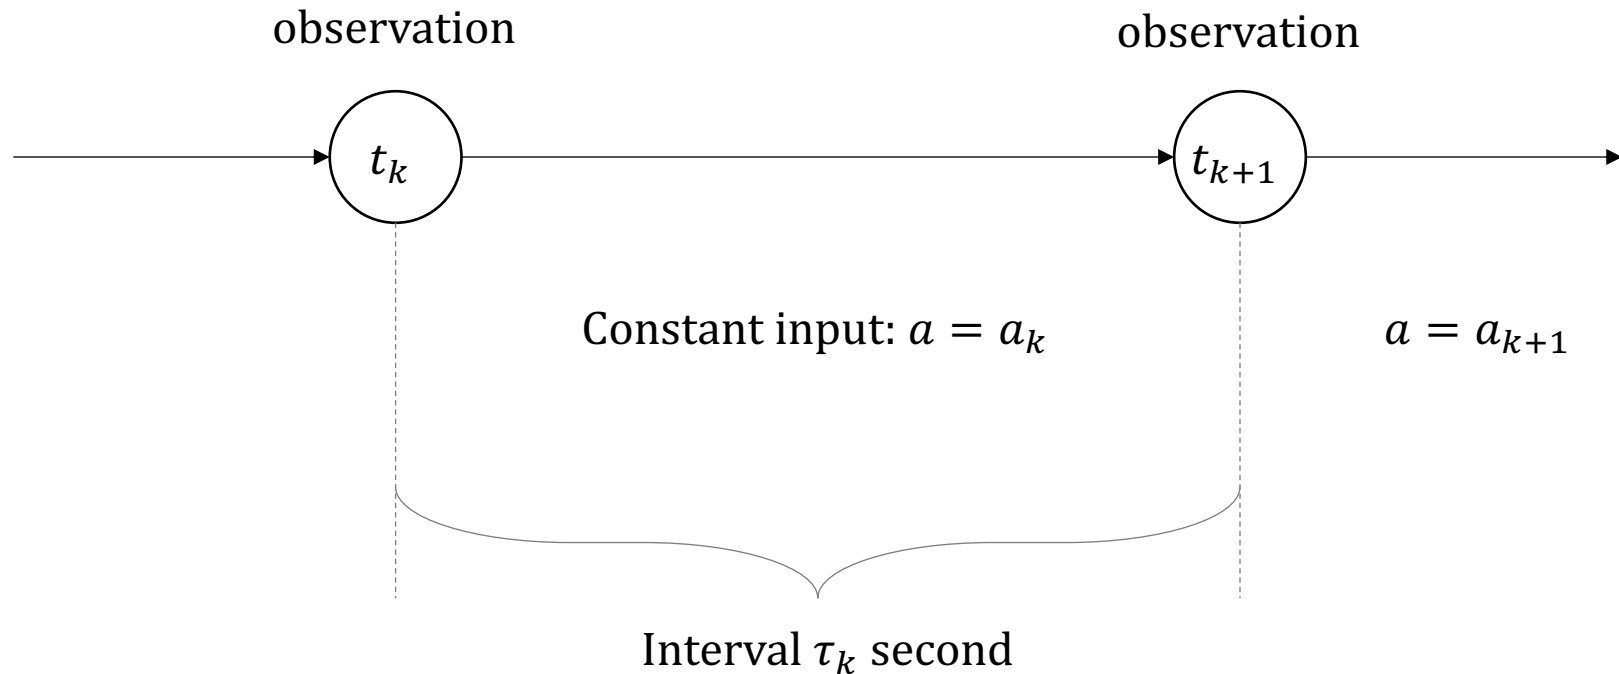 observation
observation
t_k
t_{k+1}
Constant input: a = a_k
a = a_{k+1}
Interval τ_k second